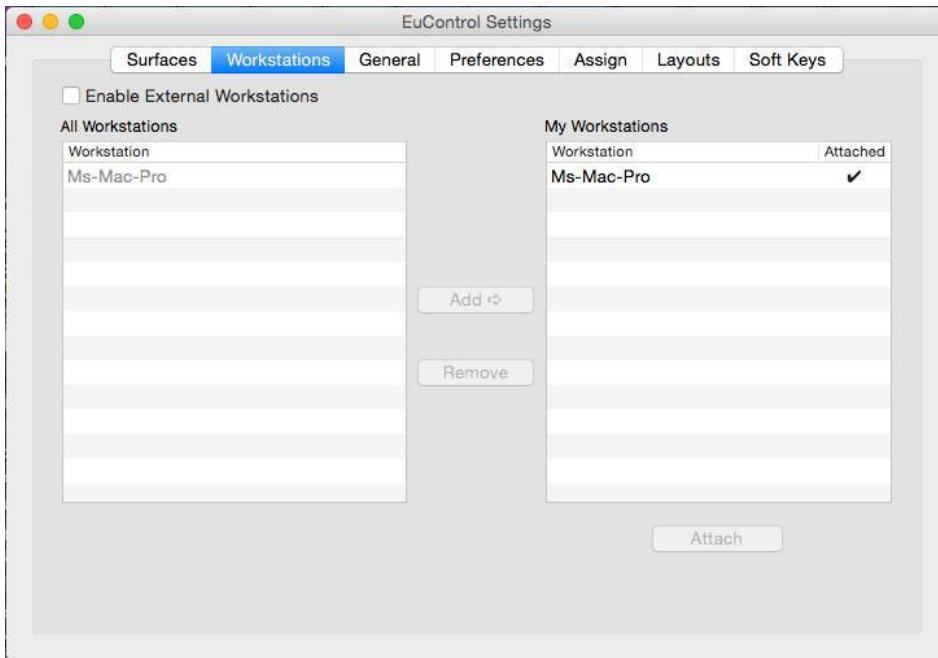 EuControl Settings
Surfaces Workstations General Preferences Assign Layouts Soft Keys
Enable External Workstations
All Workstations My Workstations
Workstation Workstation Attached
Ms-Mac-Pro Ms-Mac-Pro ✔
Add ➪
Remove
Attach